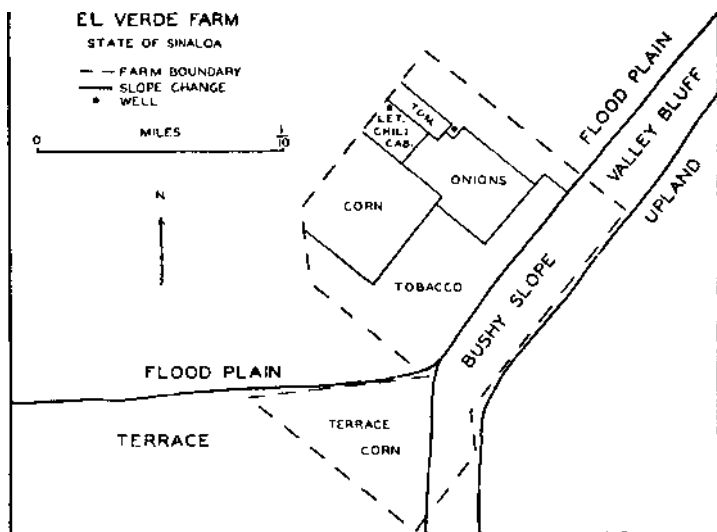 EL VERDE FARM
STATE OF SINALOA
FARM BOUNDARY
SLOPE CHANGE
WELL
0
MILES
1/10
N
TOM.
LET.
CHILI
CAB.
ONIONS
CORN
TOBACCO
FLOOD PLAIN
VALLEY BLUFF
UPLAND
BUSHY SLOPE
FLOOD PLAIN
TERRACE
TERRACE
CORN